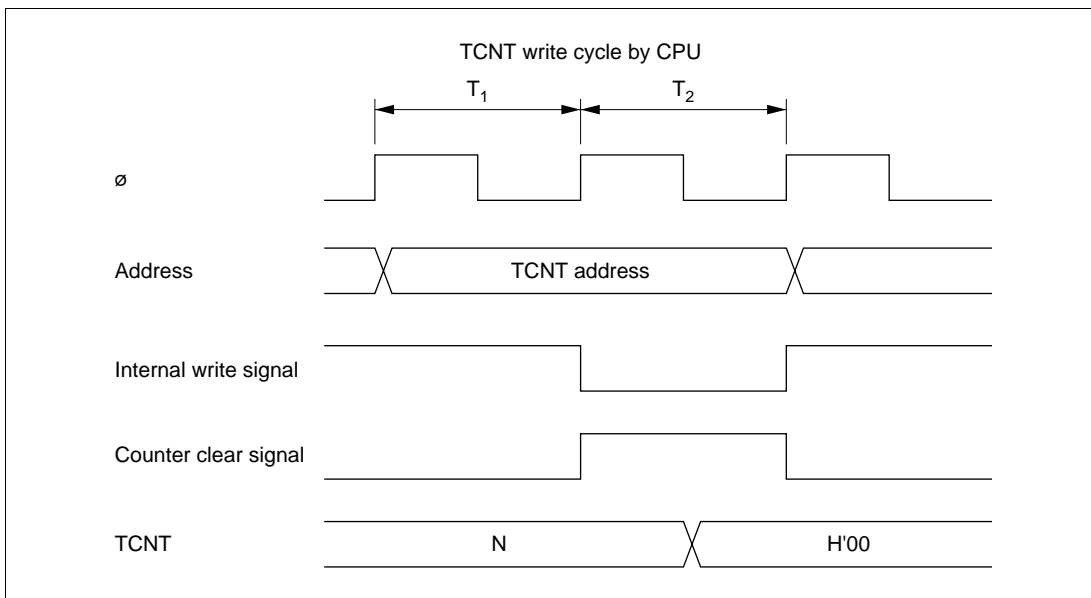 TCNT write cycle by CPU
T1 T2
ø
Address TCNT address
Internal write signal
Counter clear signal
TCNT N H'00